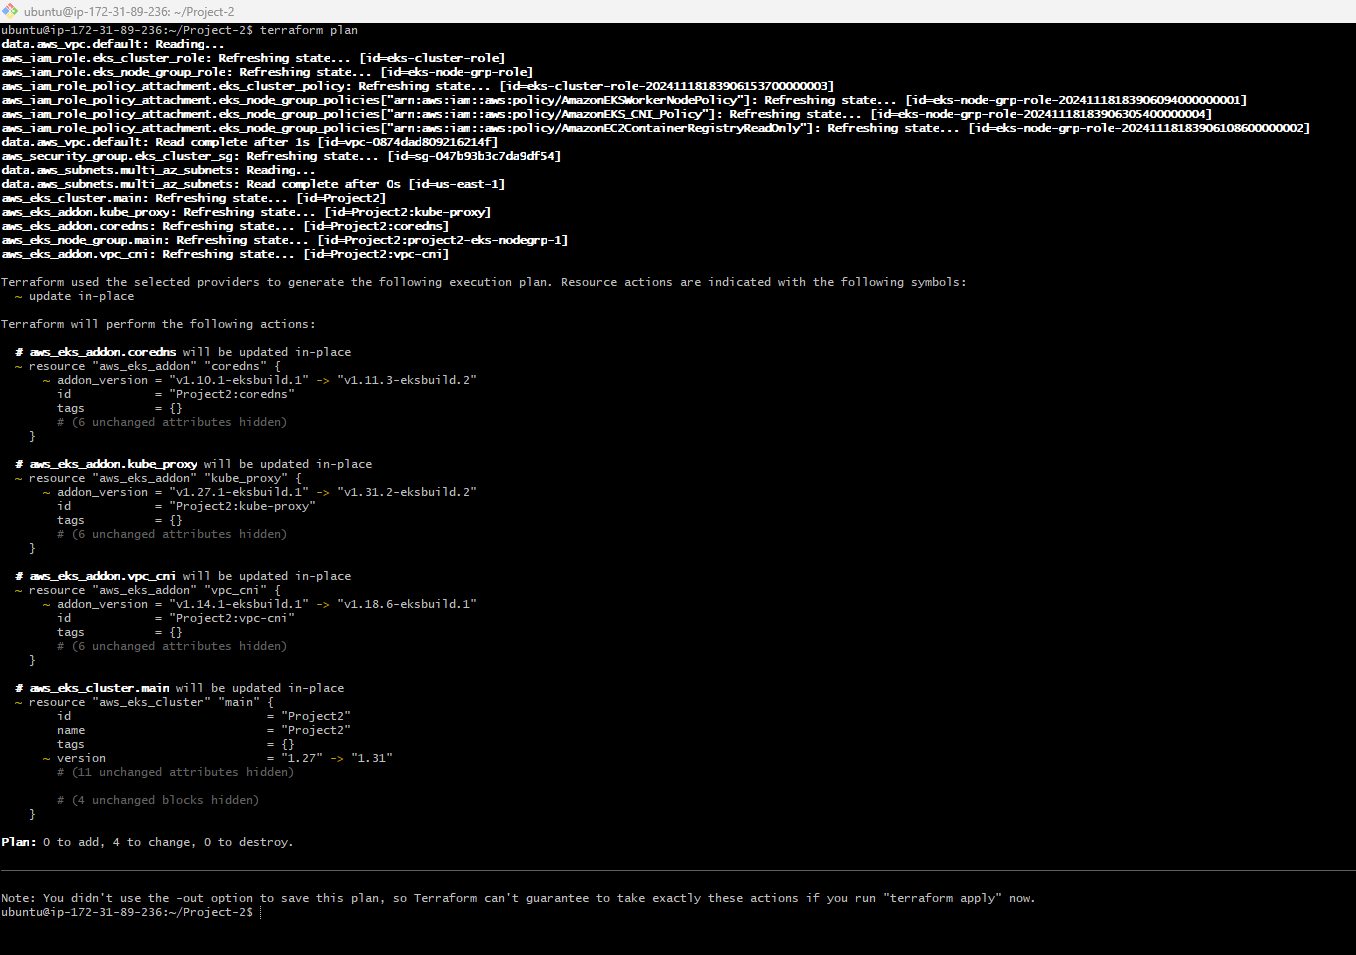 ubuntu@ip-172-31-89-236: ~/Project-2
ubuntu@ip-172-31-89-236:~/Project-2$ terraform plan
data.aws_vpc.default: Reading...
aws_iam_role.eks_cluster_role: Refreshing state... [id=eks-cluster-role]
aws_iam_role.eks_node_group_role: Refreshing state... [id=eks-node-grp-role]
aws_iam_role_policy_attachment.eks_cluster_policy: Refreshing state... [id=eks-cluster-role-20241118183906153700000003]
aws_iam_role_policy_attachment.eks_node_group_policies["arn:aws:iam::aws:policy/AmazonEKSWorkerNodePolicy"]: Refreshing state... [id=eks-node-grp-role-20241118183906094000000001]
aws_iam_role_policy_attachment.eks_node_group_policies["arn:aws:iam::aws:policy/AmazonEKS_CNI_Policy"]: Refreshing state... [id=eks-node-grp-role-20241118183906305400000004]
aws_iam_role_policy_attachment.eks_node_group_policies["arn:aws:iam::aws:policy/AmazonEC2ContainerRegistryReadOnly"]: Refreshing state... [id=eks-node-grp-role-20241118183906108600000002]
data.aws_vpc.default: Read complete after 1s [id=vpc-0874dad809216214f]
aws_security_group.eks_cluster_sg: Refreshing state... [id=sg-047b93b3c7da9df54]
data.aws_subnets.multi_az_subnets: Reading...
data.aws_subnets.multi_az_subnets: Read complete after 0s [id=us-east-1]
aws_eks_cluster.main: Refreshing state... [id=Project2]
aws_eks_addon.kube_proxy: Refreshing state... [id=Project2:kube-proxy]
aws_eks_addon.coredns: Refreshing state... [id=Project2:coredns]
aws_eks_node_group.main: Refreshing state... [id=Project2:project2-eks-nodegrp-1]
aws_eks_addon.vpc_cni: Refreshing state... [id=Project2:vpc-cni]
Terraform used the selected providers to generate the following execution plan. Resource actions are indicated with the following symbols:
~ update in-place
Terraform will perform the following actions:
# aws_eks_addon.coredns will be updated in-place
~ resource "aws_eks_addon" "coredns" {
~ addon_version = "v1.10.1-eksbuild.1" -> "v1.11.3-eksbuild.2"
id = "Project2:coredns"
tags = {}
# (6 unchanged attributes hidden)
}
# aws_eks_addon.kube_proxy will be updated in-place
~ resource "aws_eks_addon" "kube_proxy" {
~ addon_version = "v1.27.1-eksbuild.1" -> "v1.31.2-eksbuild.2"
id = "Project2:kube-proxy"
tags = {}
# (6 unchanged attributes hidden)
}
# aws_eks_addon.vpc_cni will be updated in-place
~ resource "aws_eks_addon" "vpc_cni" {
~ addon_version = "v1.14.1-eksbuild.1" -> "v1.18.6-eksbuild.1"
id = "Project2:vpc-cni"
tags = {}
# (6 unchanged attributes hidden)
}
# aws_eks_cluster.main will be updated in-place
~ resource "aws_eks_cluster" "main" {
id = "Project2"
name = "Project2"
tags = {}
~ version = "1.27" -> "1.31"
# (11 unchanged attributes hidden)
# (4 unchanged blocks hidden)
}
Plan: 0 to add, 4 to change, 0 to destroy.
Note: You didn't use the -out option to save this plan, so Terraform can't guarantee to take exactly these actions if you run "terraform apply" now.
ubuntu@ip-172-31-89-236:~/Project-2$